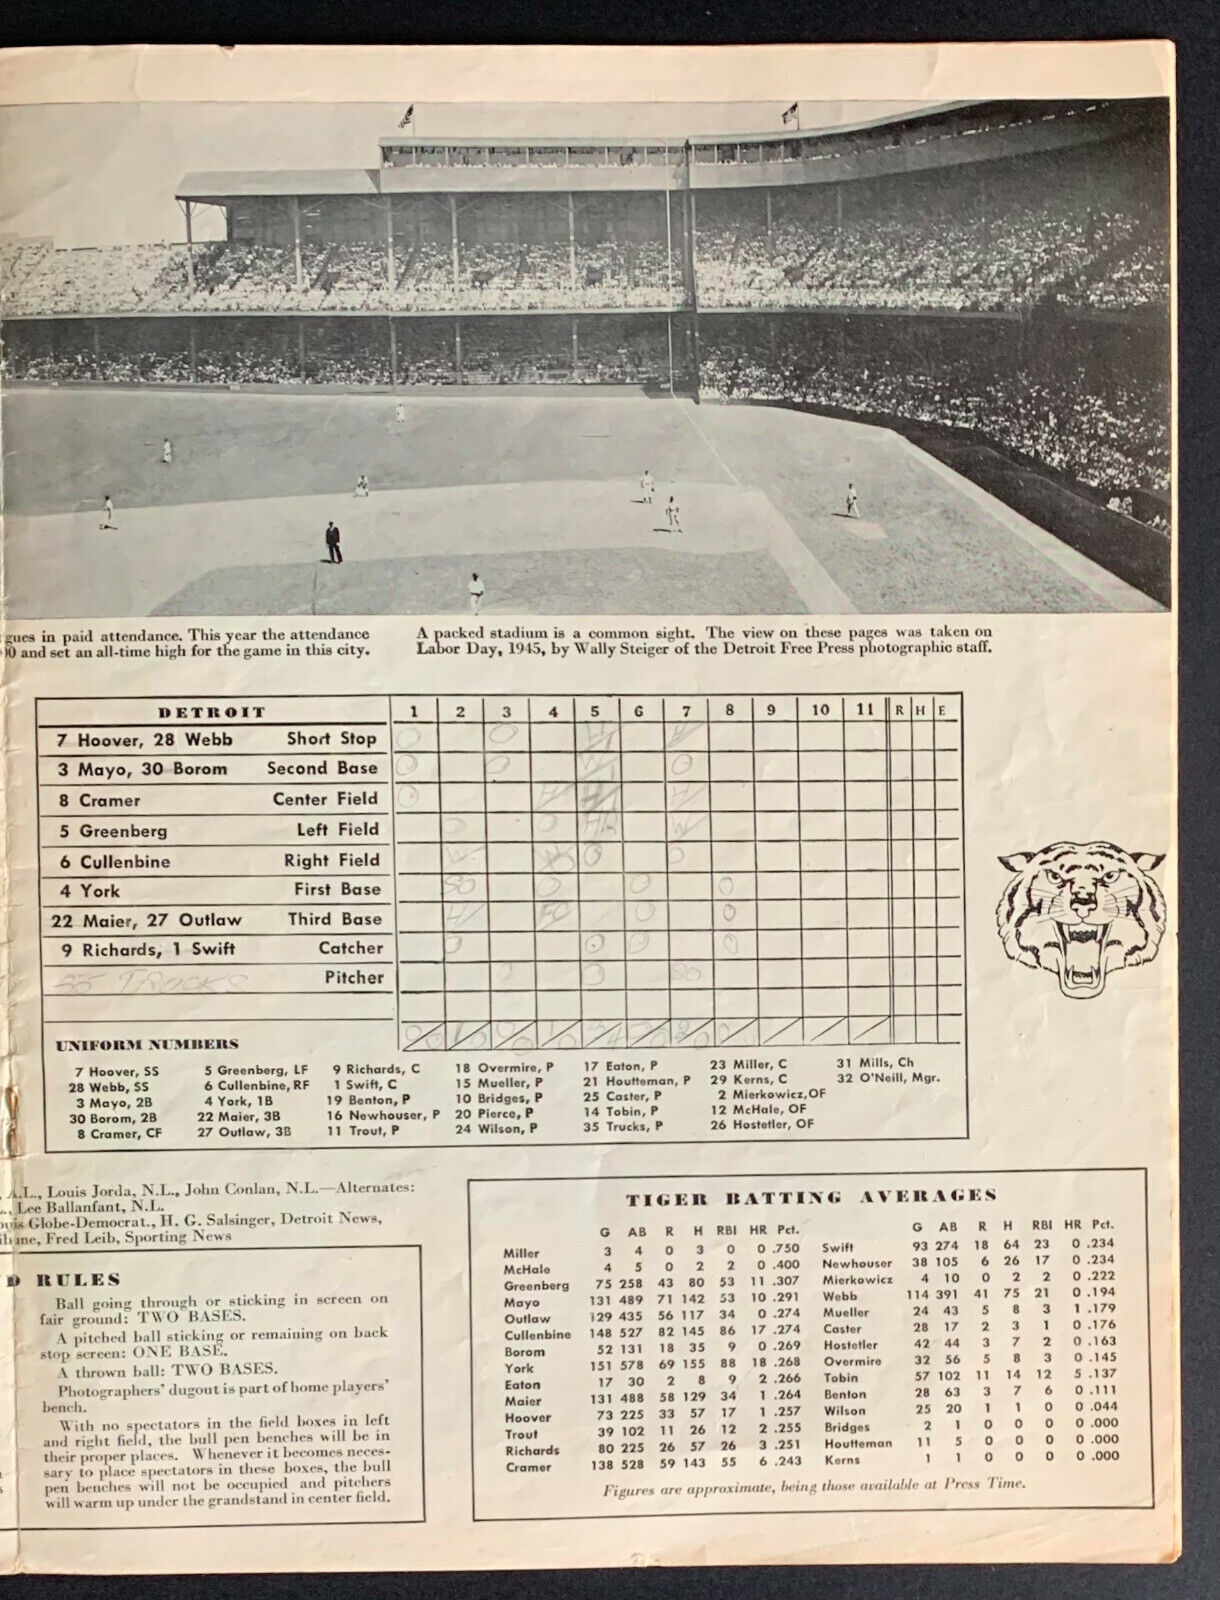 gues in paid attendance. This year the attendance
00 and set an all-time high for the game in this city.
A packed stadium is a common sight. The view on these pages was taken on
Labor Day, 1945, by Wally Steiger of the Detroit Free Press photographic staff.
DETROIT 1 2 3 4 5 6 7 8 9 10 11 R H E
7 Hoover, 28 Webb Short Stop
3 Mayo, 30 Borom Second Base
8 Cramer Center Field
5 Greenberg Left Field
6 Cullenbine Right Field
4 York First Base
22 Maier, 27 Outlaw Third Base
9 Richards, 1 Swift Catcher
35 TRUCKS Pitcher
UNIFORM NUMBERS
7 Hoover, SS 5 Greenberg, LF 9 Richards, C 18 Overmire, P 17 Eaton, P 23 Miller, C 31 Mills, Ch
28 Webb, SS 6 Cullenbine, RF 1 Swift, C 15 Mueller, P 21 Houtteman, P 29 Kerns, C 32 O'Neill, Mgr.
3 Mayo, 2B 4 York, 1B 19 Benton, P 10 Bridges, P 25 Caster, P 2 Mierkowicz, OF
30 Borom, 2B 22 Maier, 3B 16 Newhouser, P 20 Pierce, P 14 Tobin, P 12 McHale, OF
8 Cramer, CF 27 Outlaw, 3B 11 Trout, P 24 Wilson, P 35 Trucks, P 26 Hostetler, OF
A.L., Louis Jorda, N.L., John Conlan, N.L.—Alternates:
Lee Ballanfant, N.L.
ouis Globe-Democrat., H. G. Salsinger, Detroit News,
ibune, Fred Leib, Sporting News
D RULES
Ball going through or sticking in screen on
fair ground: TWO BASES.
A pitched ball sticking or remaining on back
stop screen: ONE BASE.
A thrown ball: TWO BASES.
Photographers' dugout is part of home players'
bench.
With no spectators in the field boxes in left
and right field, the bull pen benches will be in
their proper places. Whenever it becomes neces-
sary to place spectators in these boxes, the bull
pen benches will not be occupied and pitchers
will warm up under the grandstand in center field.
TIGER BATTING AVERAGES
G AB R H RBI HR Pct.
Miller 3 4 0 3 0 0 .750
McHale 4 5 0 2 2 0 .400
Greenberg 75 258 43 80 53 11 .307
Mayo 131 489 71 142 53 10 .291
Outlaw 129 435 56 117 34 0 .274
Cullenbine 148 527 82 145 86 17 .274
Borom 52 131 18 35 9 0 .269
York 151 578 69 155 88 18 .268
Eaton 17 30 2 8 9 2 .266
Maier 131 488 58 129 34 1 .264
Hoover 73 225 33 57 17 1 .257
Trout 39 102 11 26 12 2 .255
Richards 80 225 26 57 26 3 .251
Cramer 138 528 59 143 55 6 .243
G AB R H RBI HR Pct.
Swift 93 274 18 64 23 0 .234
Newhouser 38 105 6 26 17 0 .234
Mierkowicz 4 10 0 2 2 0 .222
Webb 114 391 41 75 21 0 .194
Mueller 24 43 5 8 3 1 .179
Caster 28 17 2 3 1 0 .176
Hostetler 42 44 3 7 2 0 .163
Overmire 32 56 5 8 3 0 .145
Tobin 57 102 11 14 12 5 .137
Benton 28 63 3 7 6 0 .111
Wilson 25 20 1 1 0 0 .044
Bridges 2 1 0 0 0 0 .000
Houtteman 11 5 0 0 0 0 .000
Kerns 1 1 0 0 0 0 .000
Figures are approximate, being those available at Press Time.